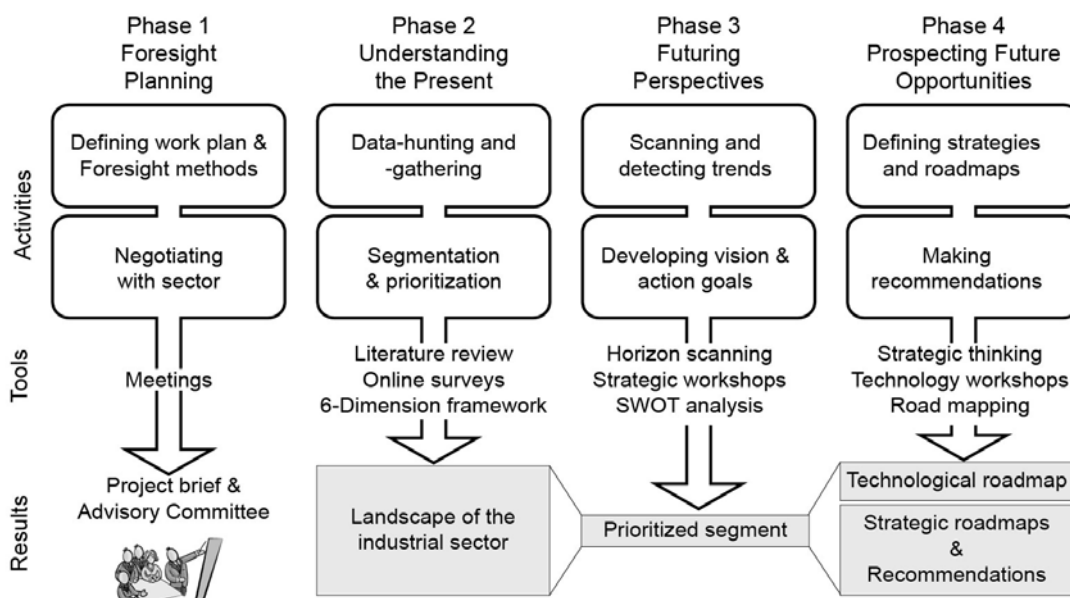 Phase 1
Foresight
Planning
Phase 2
Understanding
the Present
Phase 3
Futuring
Perspectives
Phase 4
Prospecting Future
Opportunities
Activities
Defining work plan &
Foresight methods
Data-hunting and
-gathering
Scanning and
detecting trends
Defining strategies
and roadmaps
Negotiating
with sector
Segmentation
& prioritization
Developing vision &
action goals
Making
recommendations
Tools
Meetings
Literature review
Online surveys
6-Dimension framework
Horizon scanning
Strategic workshops
SWOT analysis
Strategic thinking
Technology workshops
Road mapping
Results
Project brief &
Advisory Committee
Landscape of the
industrial sector
Prioritized segment
Technological roadmap
Strategic roadmaps
&
Recommendations